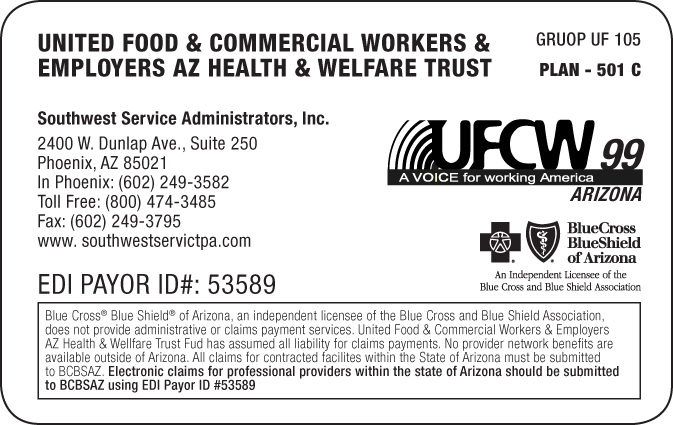 UNITED FOOD & COMMERCIAL WORKERS &
EMPLOYERS AZ HEALTH & WELFARE TRUST
GRUOP UF 105
PLAN - 501 C
Southwest Service Administrators, Inc.
2400 W. Dunlap Ave., Suite 250
Phoenix, AZ 85021
In Phoenix: (602) 249-3582
Toll Free: (800) 474-3485
Fax: (602) 249-3795
www. southwestservictpa.com
UFCW 99
A VOICE for working America
ARIZONA
BlueCross
BlueShield
of Arizona
An Independent Licensee of the
Blue Cross and Blue Shield Association
EDI PAYOR ID#: 53589
Blue Cross® Blue Shield® of Arizona, an independent licensee of the Blue Cross and Blue Shield Association,
does not provide administrative or claims payment services. United Food & Commercial Workers & Employers
AZ Health & Wellfare Trust Fud has assumed all liability for claims payments. No provider network benefits are
available outside of Arizona. All claims for contracted facilites within the State of Arizona must be submitted
to BCBSAZ. Electronic claims for professional providers within the state of Arizona should be submitted
to BCBSAZ using EDI Payor ID #53589